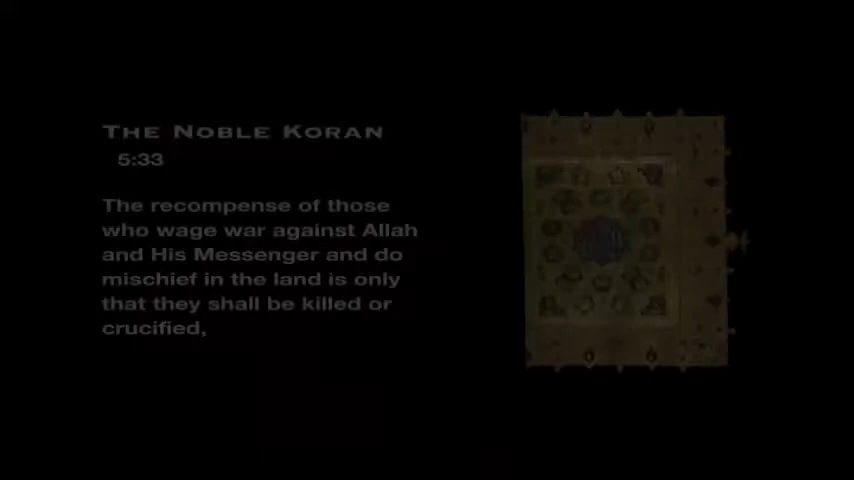 THE NOBLE KORAN
5:33
The recompense of those
who wage war against Allah
and His Messenger and do
mischief in the land is only
that they shall be killed or
crucified,